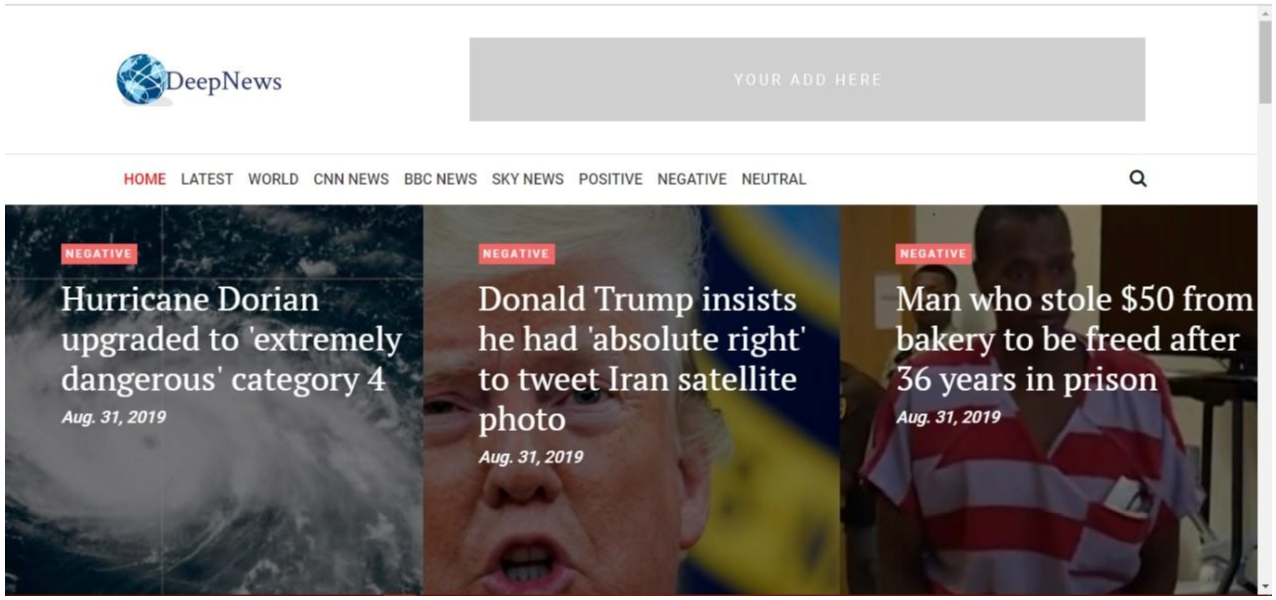 DeepNews
YOUR ADD HERE
HOME LATEST WORLD CNN NEWS BBC NEWS SKY NEWS POSITIVE NEGATIVE NEUTRAL
NEGATIVE
Hurricane Dorian
upgraded to 'extremely
dangerous' category 4
Aug. 31, 2019
NEGATIVE
Donald Trump insists
he had 'absolute right'
to tweet Iran satellite
photo
Aug. 31, 2019
NEGATIVE
Man who stole $50 from
bakery to be freed after
36 years in prison
Aug. 31, 2019